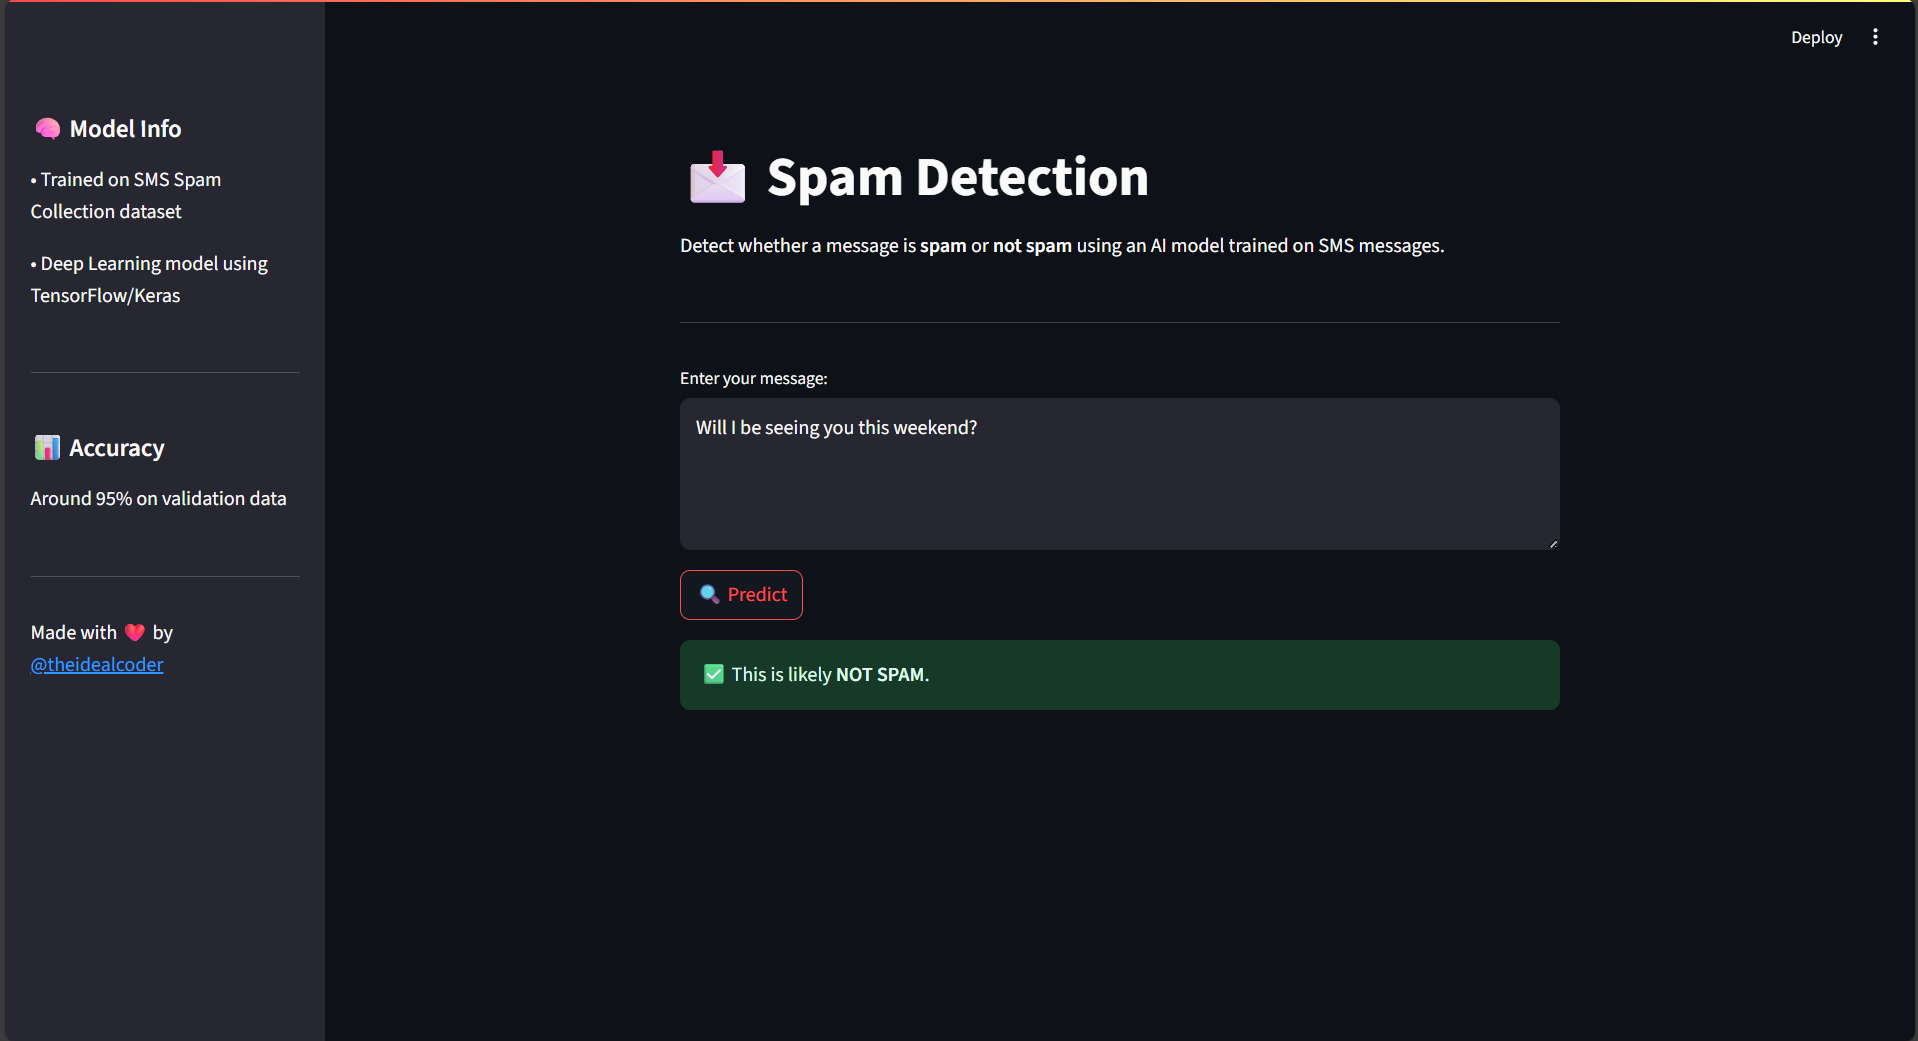 Deploy
🧠 Model Info
• Trained on SMS Spam
Collection dataset
• Deep Learning model using
TensorFlow/Keras
📊 Accuracy
Around 95% on validation data
Made with ❤️ by
@theidealcoder
📩 Spam Detection
Detect whether a message is spam or not spam using an AI model trained on SMS messages.
Enter your message:
Will I be seeing you this weekend?
🔍 Predict
✅ This is likely NOT SPAM.